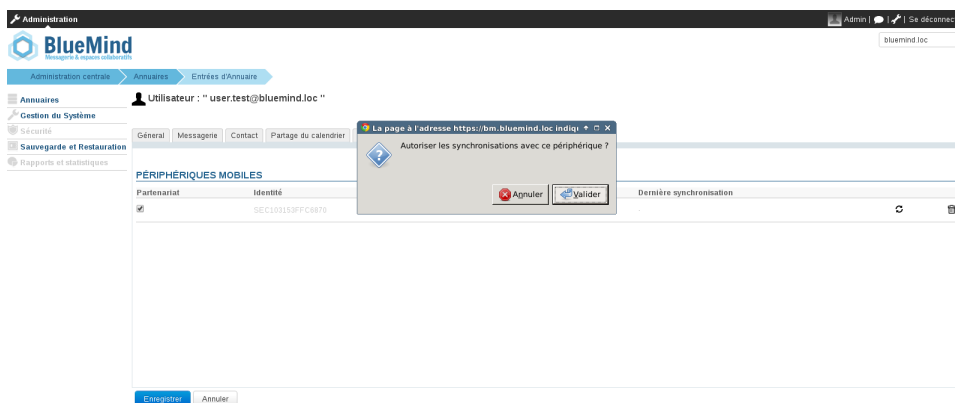 Administration
Admin | | | Se déconnec
BlueMind
Messagerie & espaces collaboratifs
bluemind.loc
Administration centrale Annuaires Entrées d'Annuaire
Annuaires
Gestion du Système
Sécurité
Sauvegarde et Restauration
Rapports et statistiques
Utilisateur : " user.test@bluemind.loc "
Géneral Messagerie Contact Partage du calendrier
La page à l'adresse https://bm.bluemind.loc indiqu
Autoriser les synchronisations avec ce périphérique ?
Annuler Valider
PÉRIPHÉRIQUES MOBILES
Partenariat Identité Dernière synchronisation
SEC103153FFC8870 -
Enregistrer Annuler